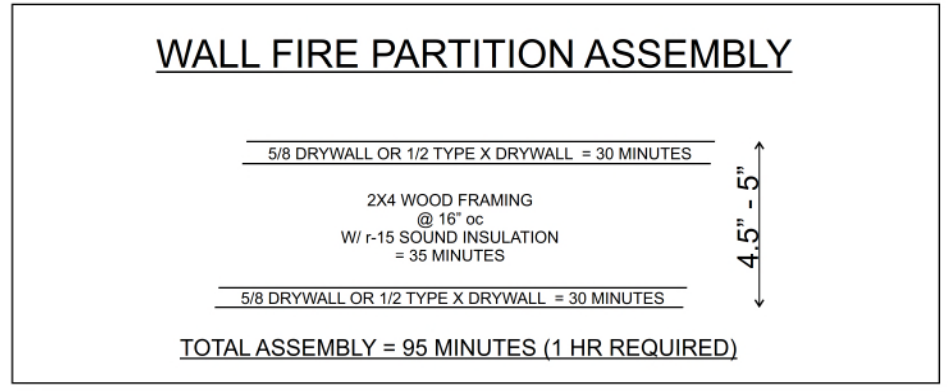 WALL FIRE PARTITION ASSEMBLY
5/8 DRYWALL OR 1/2 TYPE X DRYWALL = 30 MINUTES
2X4 WOOD FRAMING
@ 16” oc
W/ r-15 SOUND INSULATION
= 35 MINUTES
5/8 DRYWALL OR 1/2 TYPE X DRYWALL = 30 MINUTES
4.5” - 5”
TOTAL ASSEMBLY = 95 MINUTES (1 HR REQUIRED)